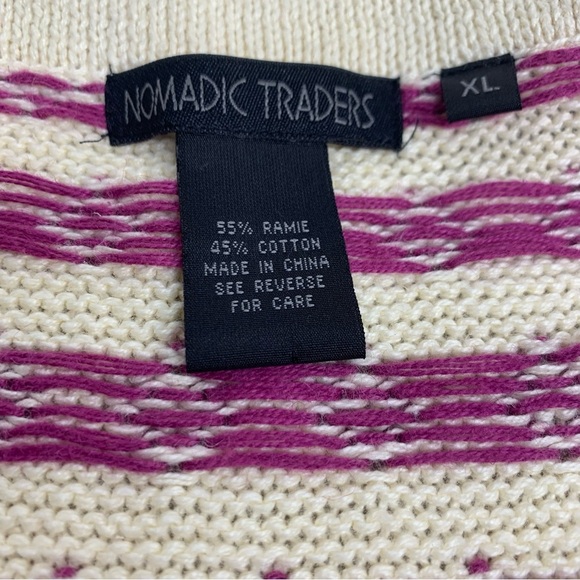 NOMADIC TRADERS
XL
55% RAMIE
45% COTTON
MADE IN CHINA
SEE REVERSE
FOR CARE